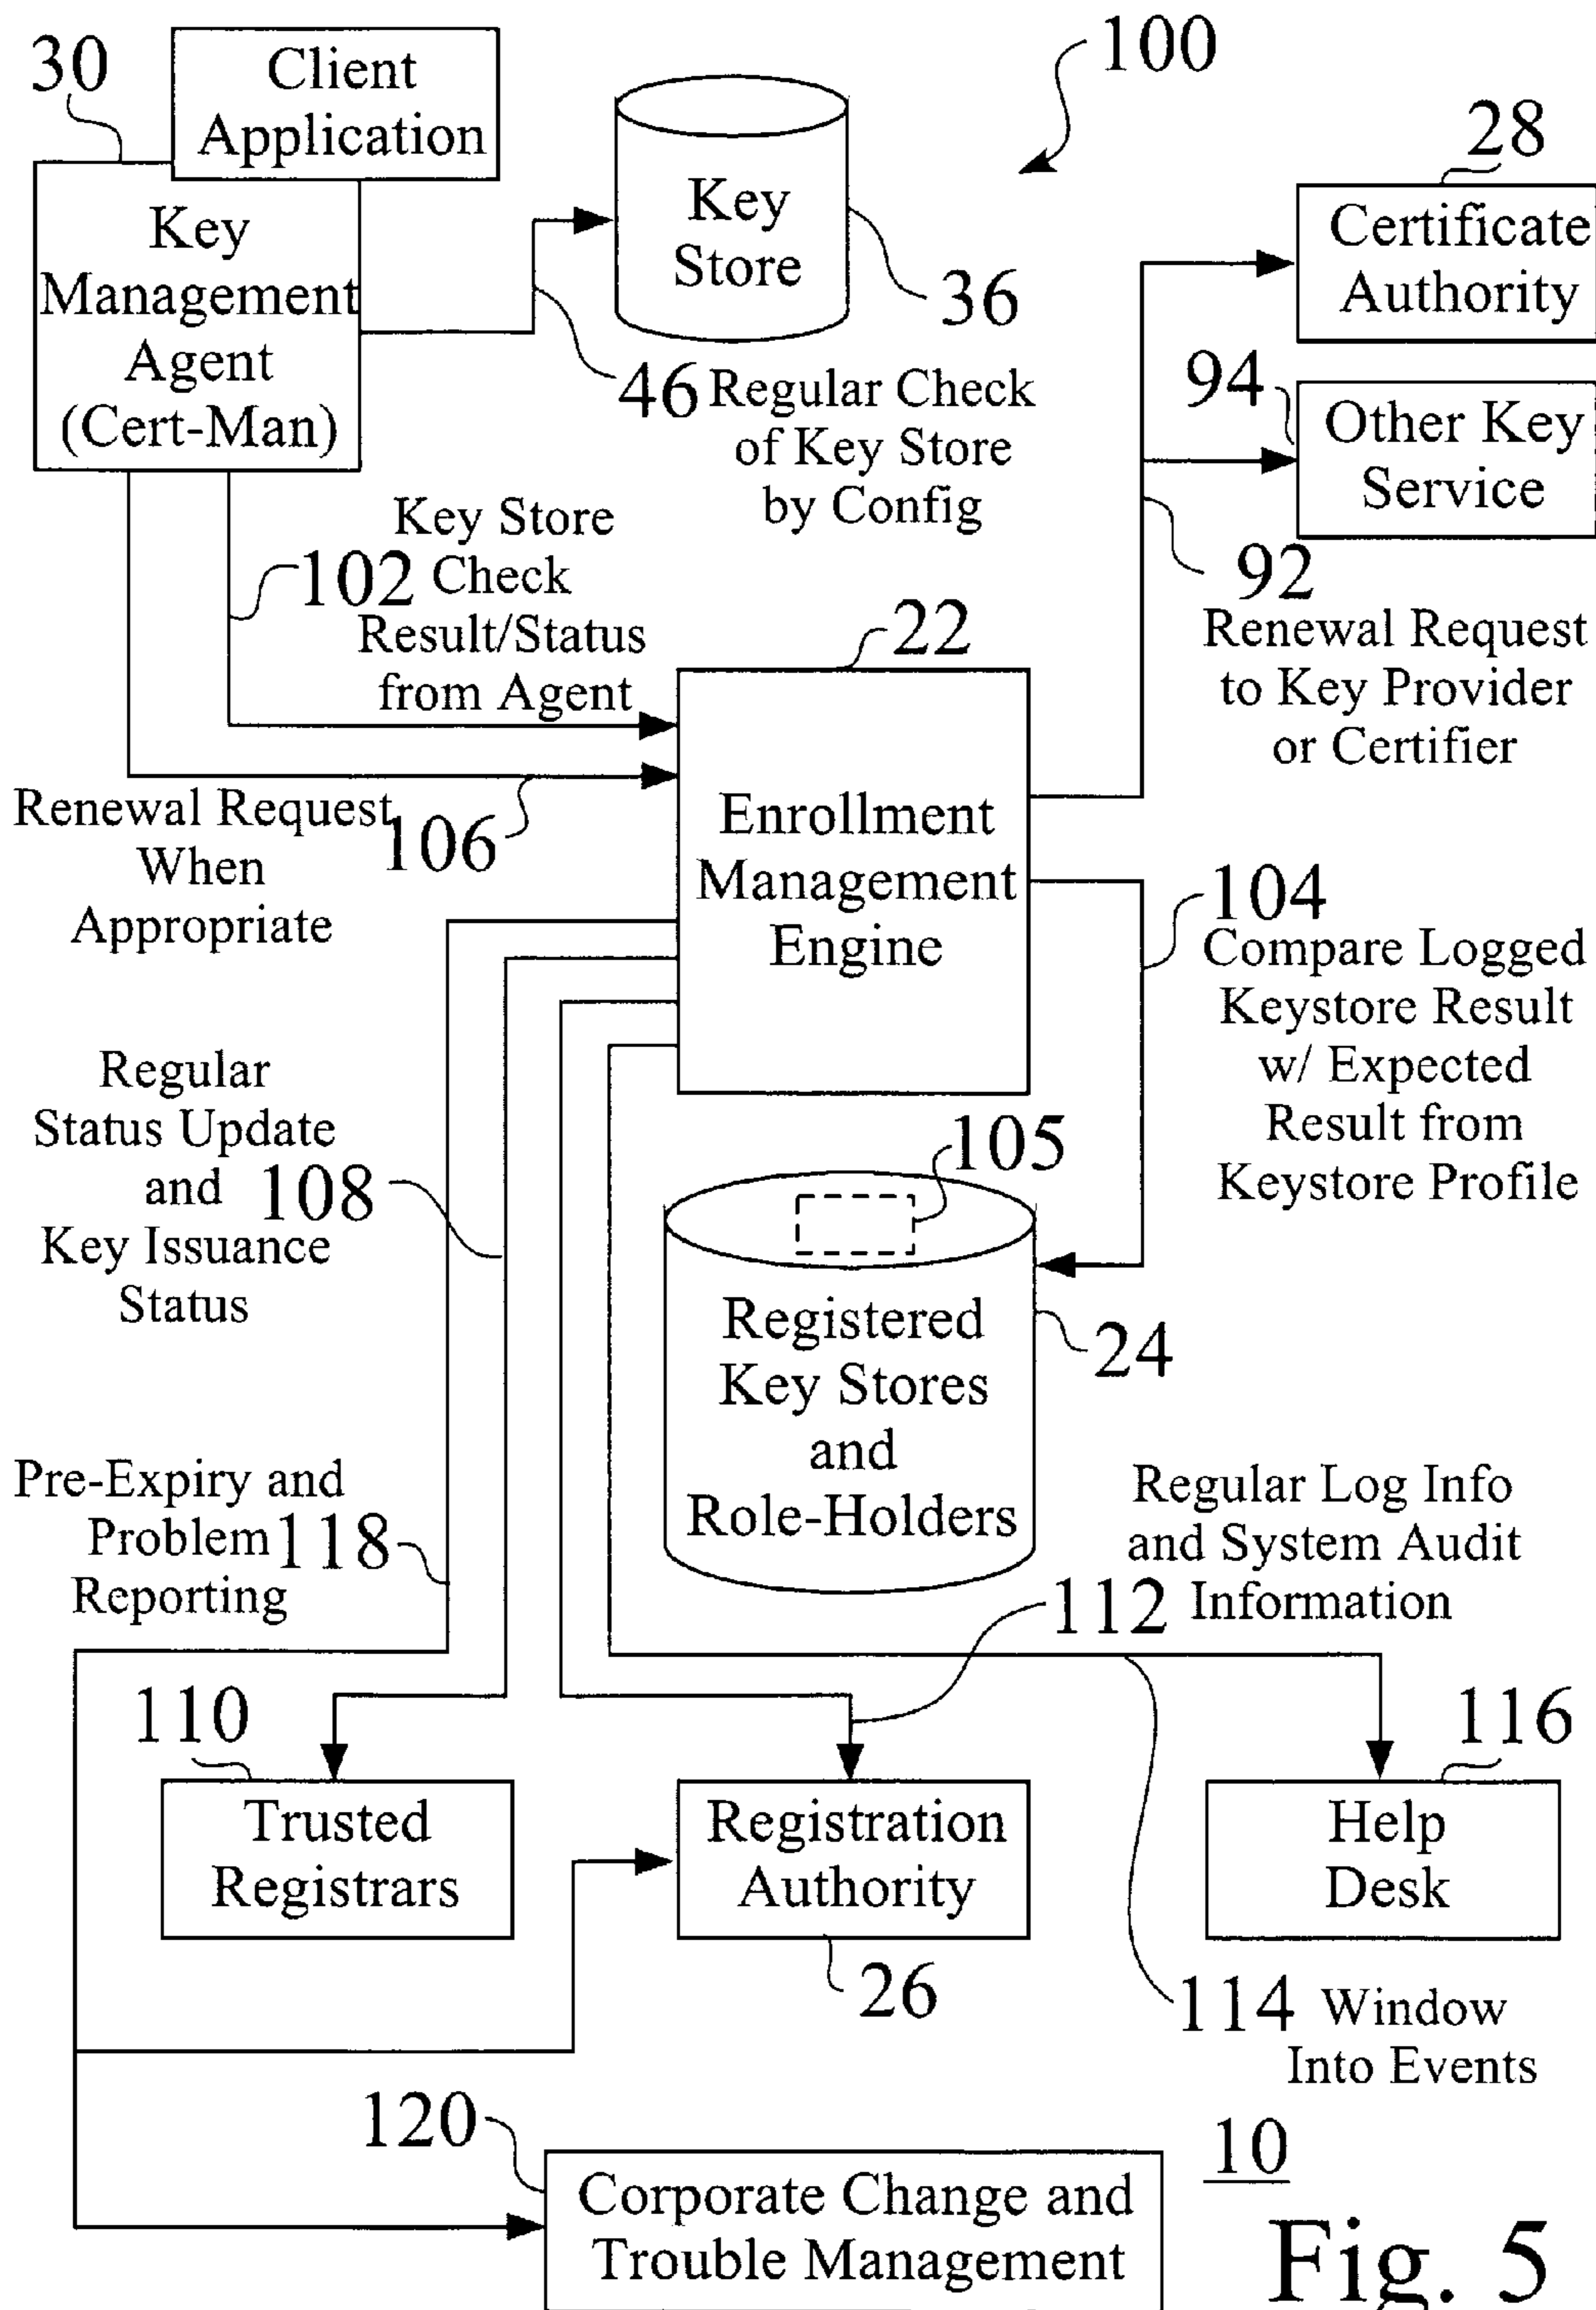 100
30
Client
Application
28
Key
Management
Agent
(Cert-Man)
Key
Store
36
Certificate
Authority
46 Regular Check
of Key Store
by Config
94
Other Key
Service
Key Store
102 Check
Result/Status
from Agent
92
Renewal Request
to Key Provider
or Certifier
22
Renewal Request
When
Appropriate
106
Enrollment
Management
Engine
104
Compare Logged
Keystore Result
w/ Expected
Result from
Keystore Profile
Regular
Status Update
and 108
Key Issuance
Status
105
Registered
Key Stores
and
Role-Holders
24
Pre-Expiry and
Problem 118
Reporting
Regular Log Info
and System Audit
112 Information
110
Trusted
Registrars
Registration
Authority
26
116
Help
Desk
114 Window
Into Events
120
Corporate Change and
Trouble Management
10
Fig. 5